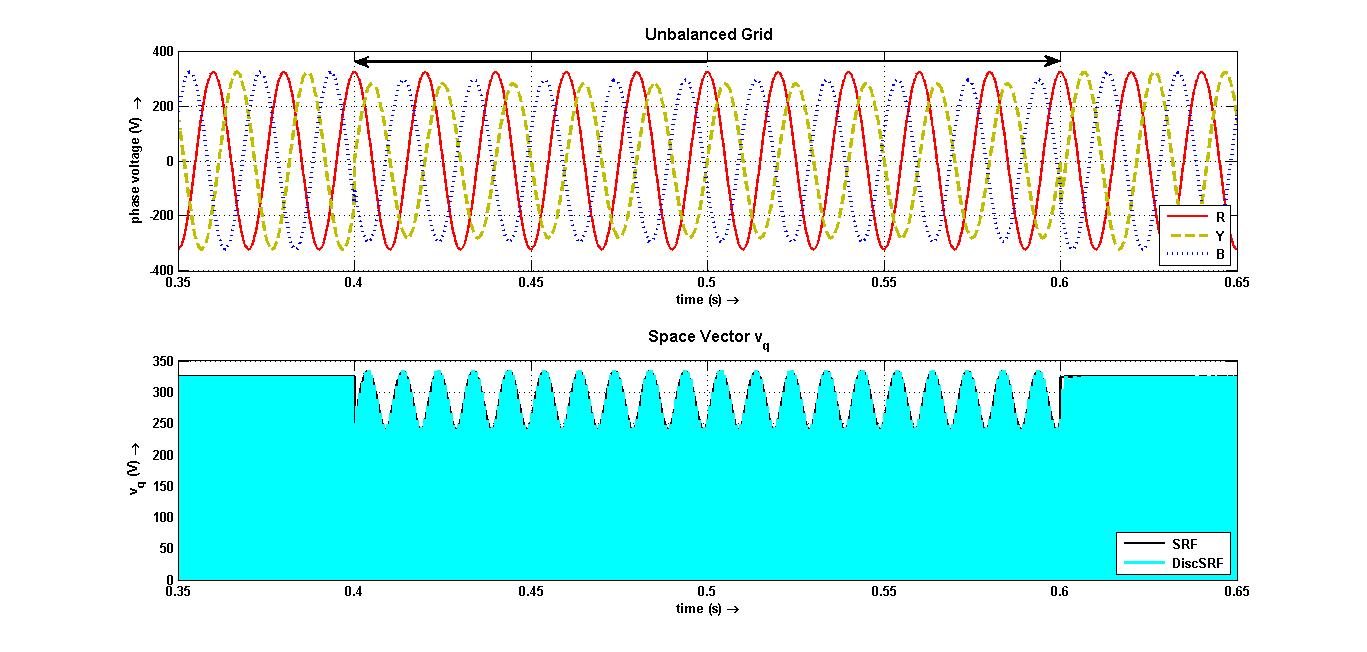 Unbalanced Grid
400
200
0
-200
-400
phase voltage (V) →
R
Y
B
0.35
0.4
0.45
0.5
0.55
0.6
0.65
time (s) →
Space Vector vq
350
300
250
200
150
100
50
0
vq (V) →
SRF
DiscSRF
0.35
0.4
0.45
0.5
0.55
0.6
0.65
time (s) →